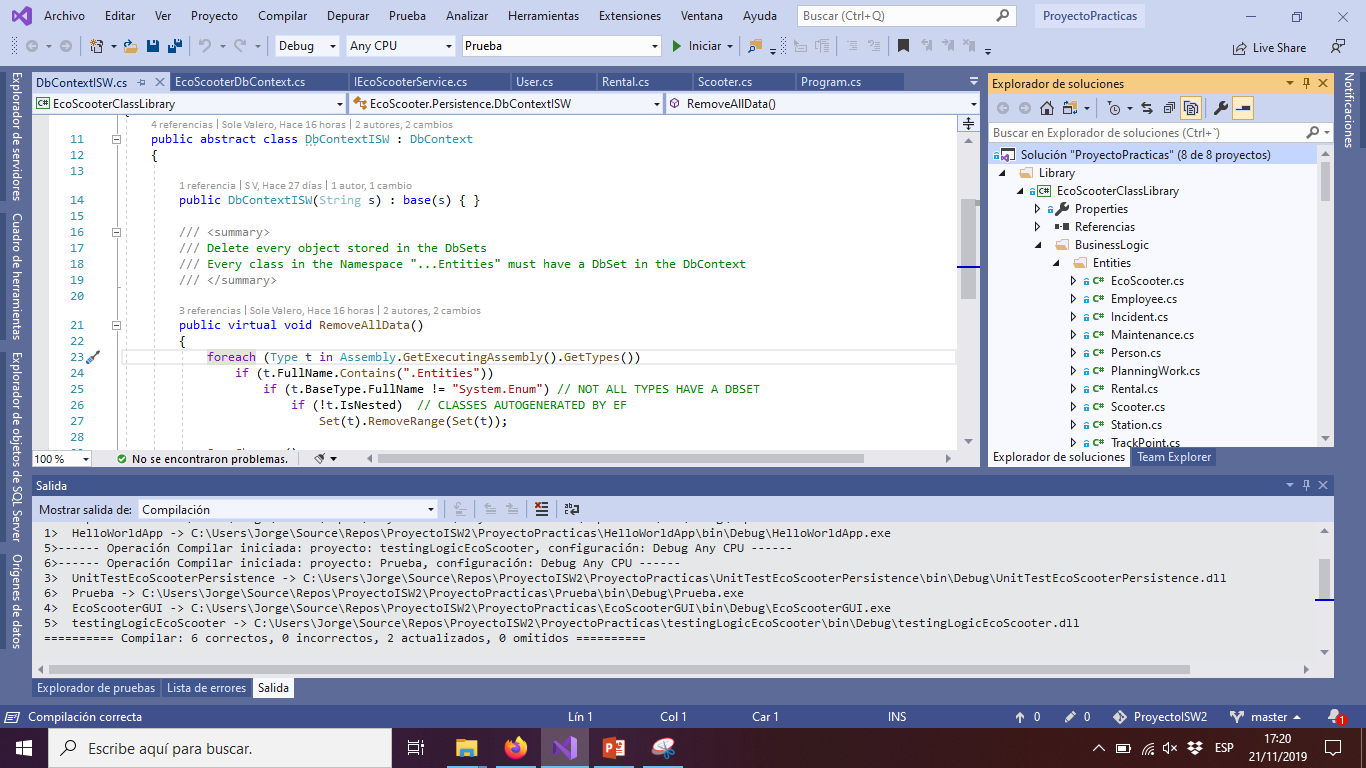 Archivo Editar Ver Proyecto Compilar Depurar Prueba Analizar Herramientas Extensiones Ventana Ayuda Buscar (Ctrl+Q) ProyectoPracticas
Debug Any CPU Prueba Iniciar Live Share
Explorador de servidores
Cuadro de herramientas
Explorador de objetos de SQL Server
Orígenes de datos
DbContextISW.cs EcoScooterDbContext.cs IEcoScooterService.cs User.cs Rental.cs Scooter.cs Program.cs
EcoScooterClassLibrary EcoScooter.Persistence.DbContextISW RemoveAllData()
4 referencias | Sole Valero, Hace 16 horas | 2 autores, 2 cambios
11 public abstract class DbContextISW : DbContext
12 {
13
1 referencia | S V, Hace 27 días | 1 autor, 1 cambio
14 public DbContextISW(String s) : base(s) { }
15
16 /// <summary>
17 /// Delete every object stored in the DbSets
18 /// Every class in the Namespace "...Entities" must have a DbSet in the DbContext
19 /// </summary>
20
3 referencias | Sole Valero, Hace 16 horas | 2 autores, 2 cambios
21 public virtual void RemoveAllData()
22 {
23 foreach (Type t in Assembly.GetExecutingAssembly().GetTypes())
24 if (t.FullName.Contains(".Entities"))
25 if (t.BaseType.FullName != "System.Enum") // NOT ALL TYPES HAVE A DBSET
26 if (!t.IsNested) // CLASSES AUTOGENERATED BY EF
27 Set(t).RemoveRange(Set(t));
28
100 % No se encontraron problemas.
Explorador de soluciones
Buscar en Explorador de soluciones (Ctrl+`)
Solución "ProyectoPracticas" (8 de 8 proyectos)
Library
C# EcoScooterClassLibrary
Properties
Referencias
BusinessLogic
Entities
C# EcoScooter.cs
C# Employee.cs
C# Incident.cs
C# Maintenance.cs
C# Person.cs
C# PlanningWork.cs
C# Rental.cs
C# Scooter.cs
C# Station.cs
C# TrackPoint.cs
Explorador de soluciones Team Explorer
Notificaciones
Salida
Mostrar salida de: Compilación
1> HelloWorldApp -> C:\Users\Jorge\Source\Repos\ProyectoISW2\ProyectoPracticas\HelloWorldApp\bin\Debug\HelloWorldApp.exe
5>------ Operación Compilar iniciada: proyecto: testingLogicEcoScooter, configuración: Debug Any CPU ------
6>------ Operación Compilar iniciada: proyecto: Prueba, configuración: Debug Any CPU ------
3> UnitTestEcoScooterPersistence -> C:\Users\Jorge\Source\Repos\ProyectoISW2\ProyectoPracticas\UnitTestEcoScooterPersistence\bin\Debug\UnitTestEcoScooterPersistence.dll
6> Prueba -> C:\Users\Jorge\Source\Repos\ProyectoISW2\ProyectoPracticas\Prueba\bin\Debug\Prueba.exe
4> EcoScooterGUI -> C:\Users\Jorge\Source\Repos\ProyectoISW2\ProyectoPracticas\EcoScooterGUI\bin\Debug\EcoScooterGUI.exe
5> testingLogicEcoScooter -> C:\Users\Jorge\Source\Repos\ProyectoISW2\ProyectoPracticas\testingLogicEcoScooter\bin\Debug\testingLogicEcoScooter.dll
========== Compilar: 6 correctos, 0 incorrectos, 2 actualizados, 0 omitidos ==========
Explorador de pruebas Lista de errores Salida
Compilación correcta Lín 1 Col 1 Car 1 INS 0 0 ProyectoISW2 master 1
Escribe aquí para buscar. ESP 17:20
21/11/2019